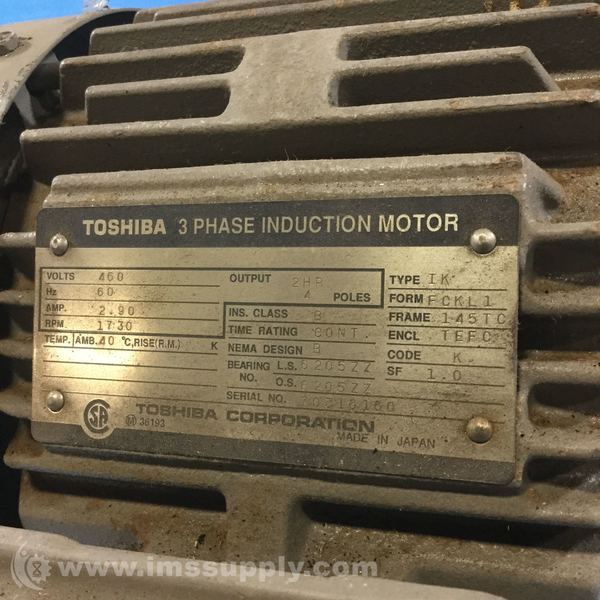 TOSHIBA 3 PHASE INDUCTION MOTOR
VOLTS 460
Hz 60
AMP. 2.90
RPM 1730
TEMP. AMB. 40 °C, RISE(R.M.) K
OUTPUT 2HP
4 POLES
INS. CLASS B
TIME RATING CONT.
NEMA DESIGN B
BEARING L.S. 6205ZZ
NO. O.S. 6205ZZ
SERIAL NO.
TYPE IK
FORM FCKL1
FRAME 145TC
ENCL TEFC
CODE K
SF 1.0
SA
M 36193
TOSHIBA CORPORATION
MADE IN JAPAN
© www.imssupply.com